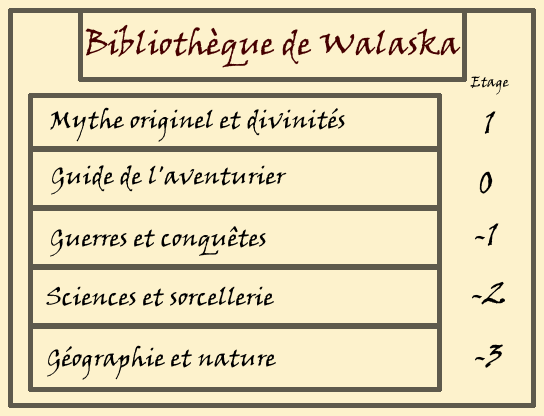 Bibliothèque de Walaska
Etage
Mythe originel et divinités 1
Guide de l'aventurier 0
Guerres et conquêtes -1
Sciences et sorcellerie -2
Géographie et nature -3